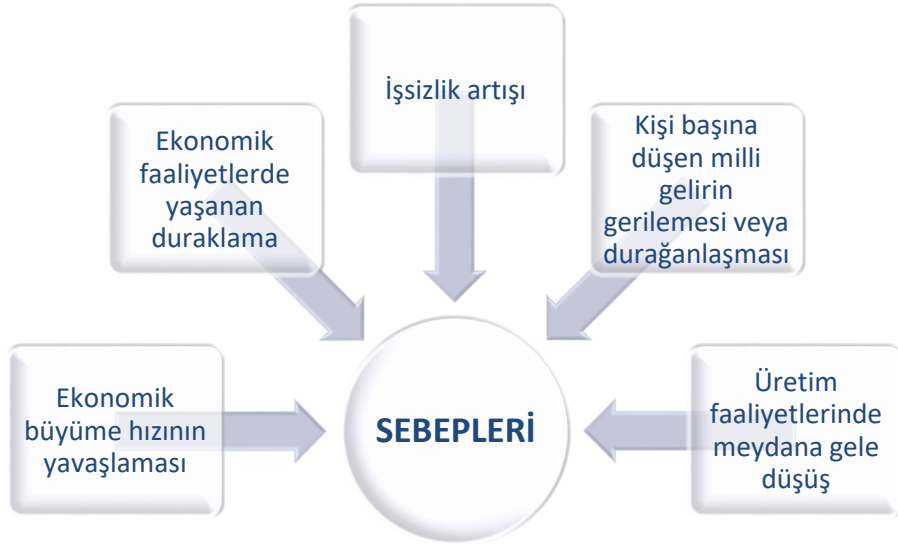 İşsizlik artışı
Ekonomik
faaliyetlerde
yaşanan
duraklama
Kişi başına
düşen milli
gelirin
gerilemesi veya
durağanlaşması
Ekonomik
büyüme hızının
yavaşlaması
SEBEPLERİ
Üretim
faaliyetlerinde
meydana gele
düşüş